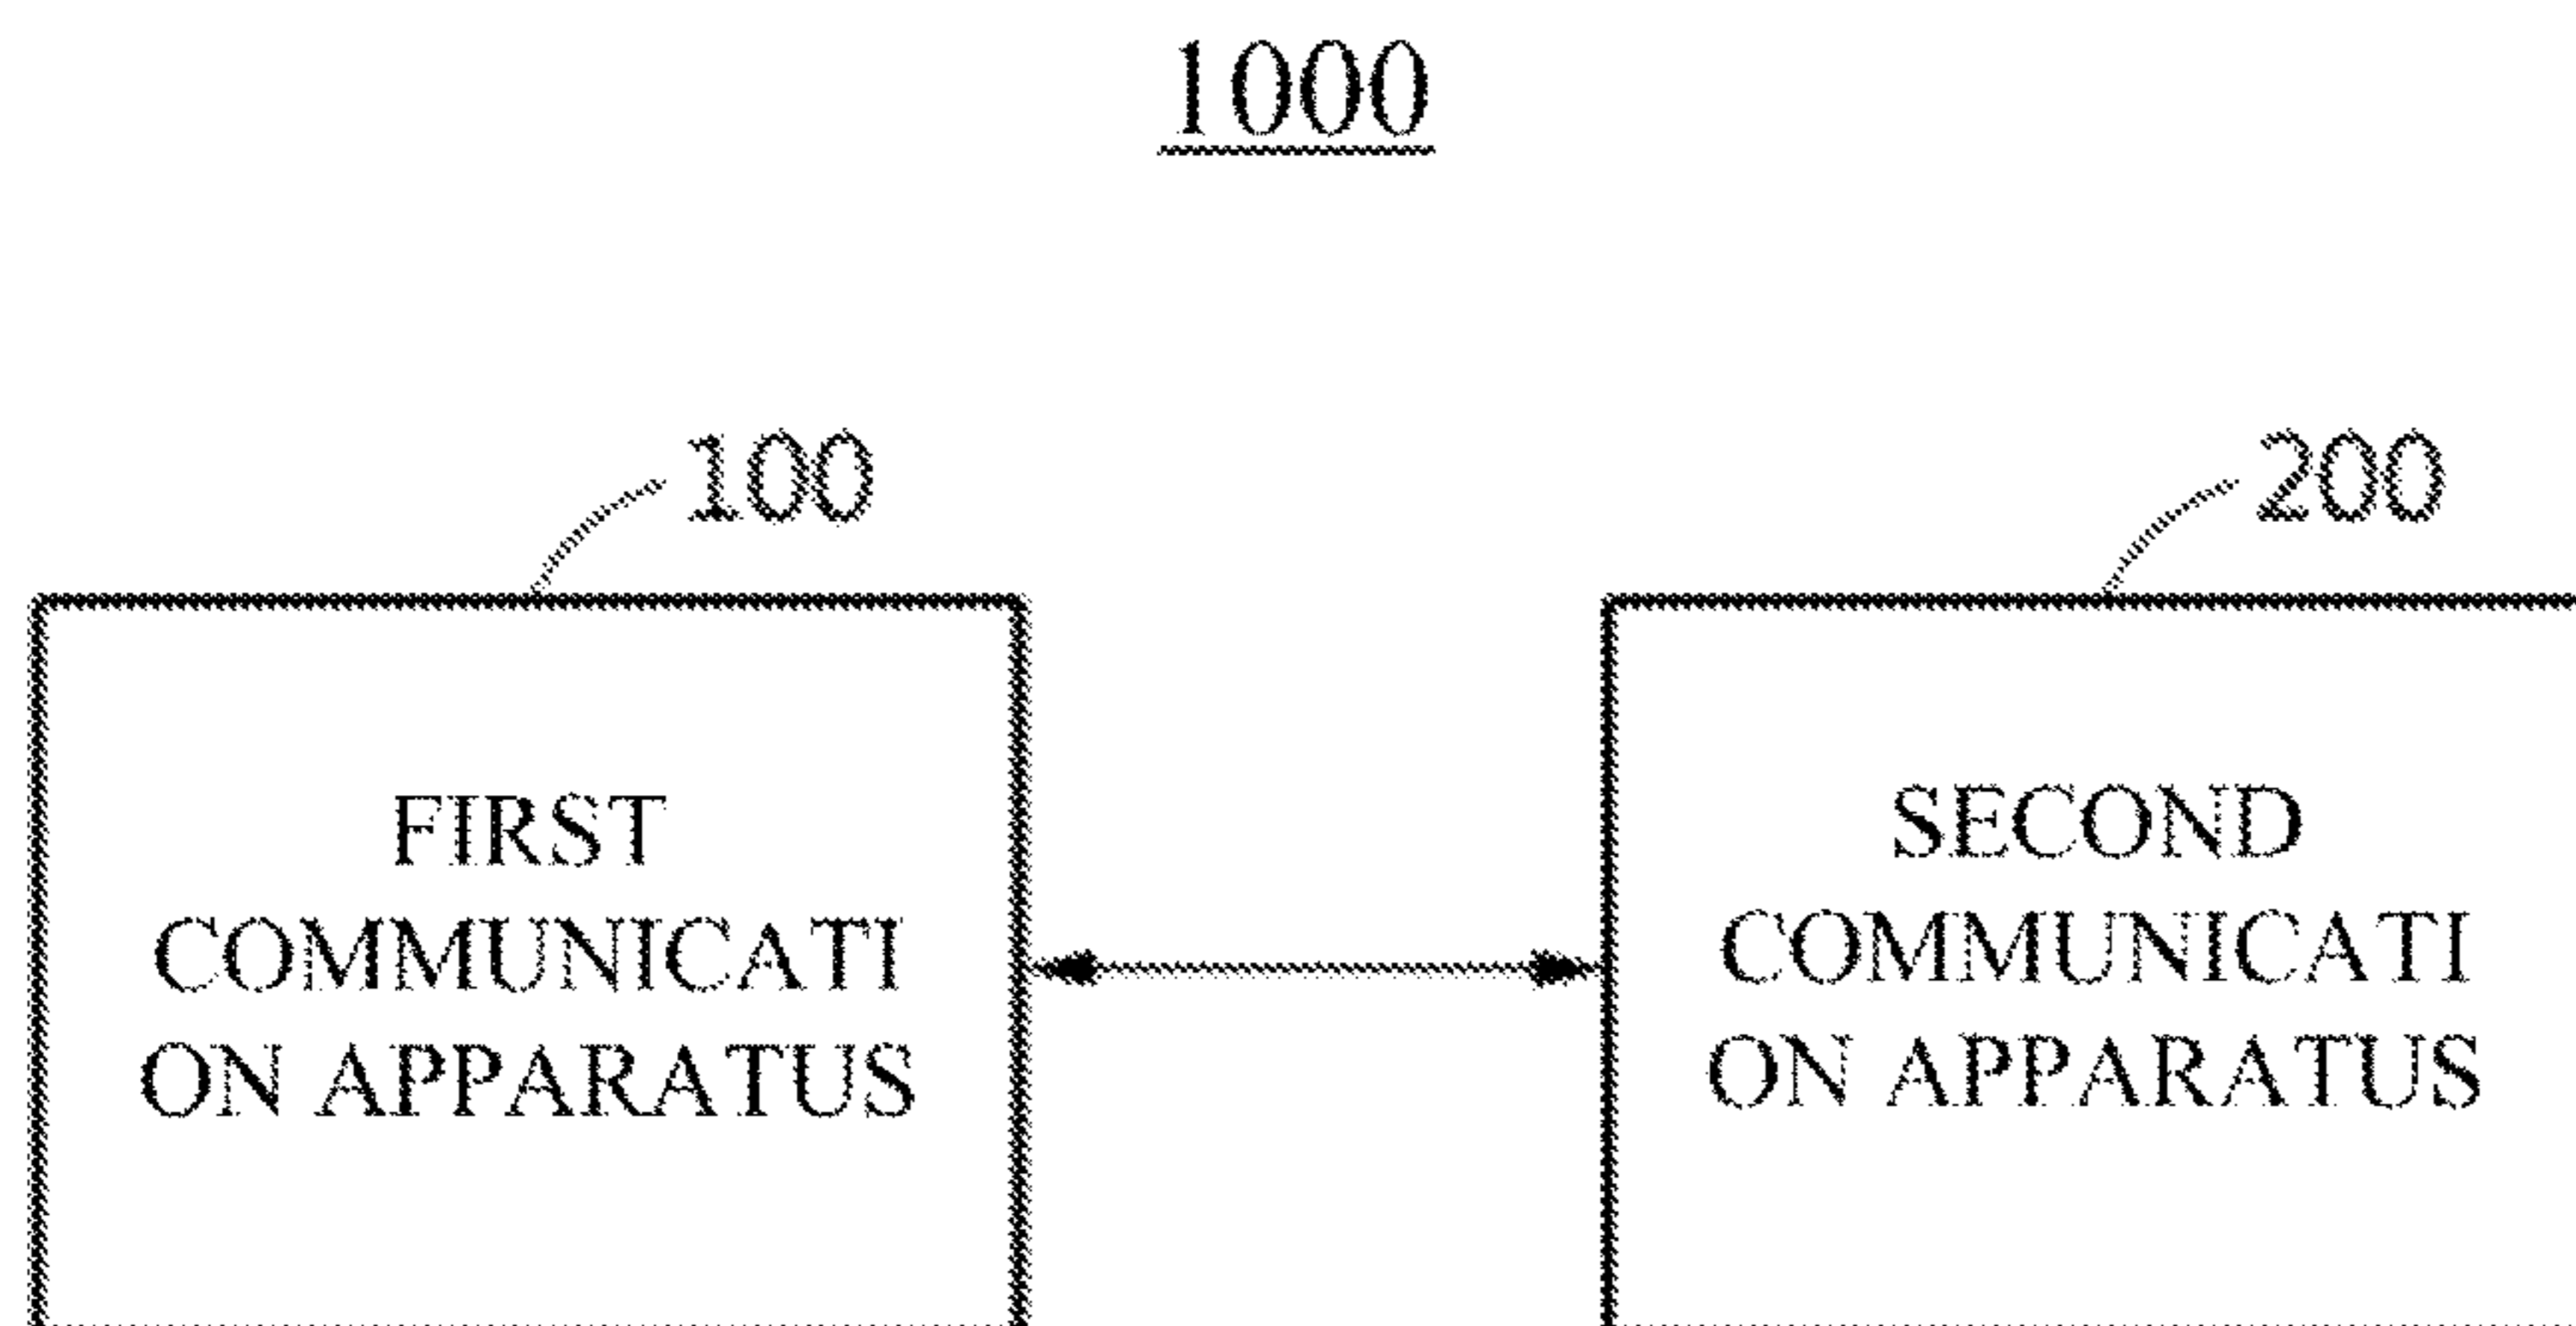 1000
100
200
FIRST
COMMUNICATI
ON APPARATUS
SECOND
COMMUNICATI
ON APPARATUS